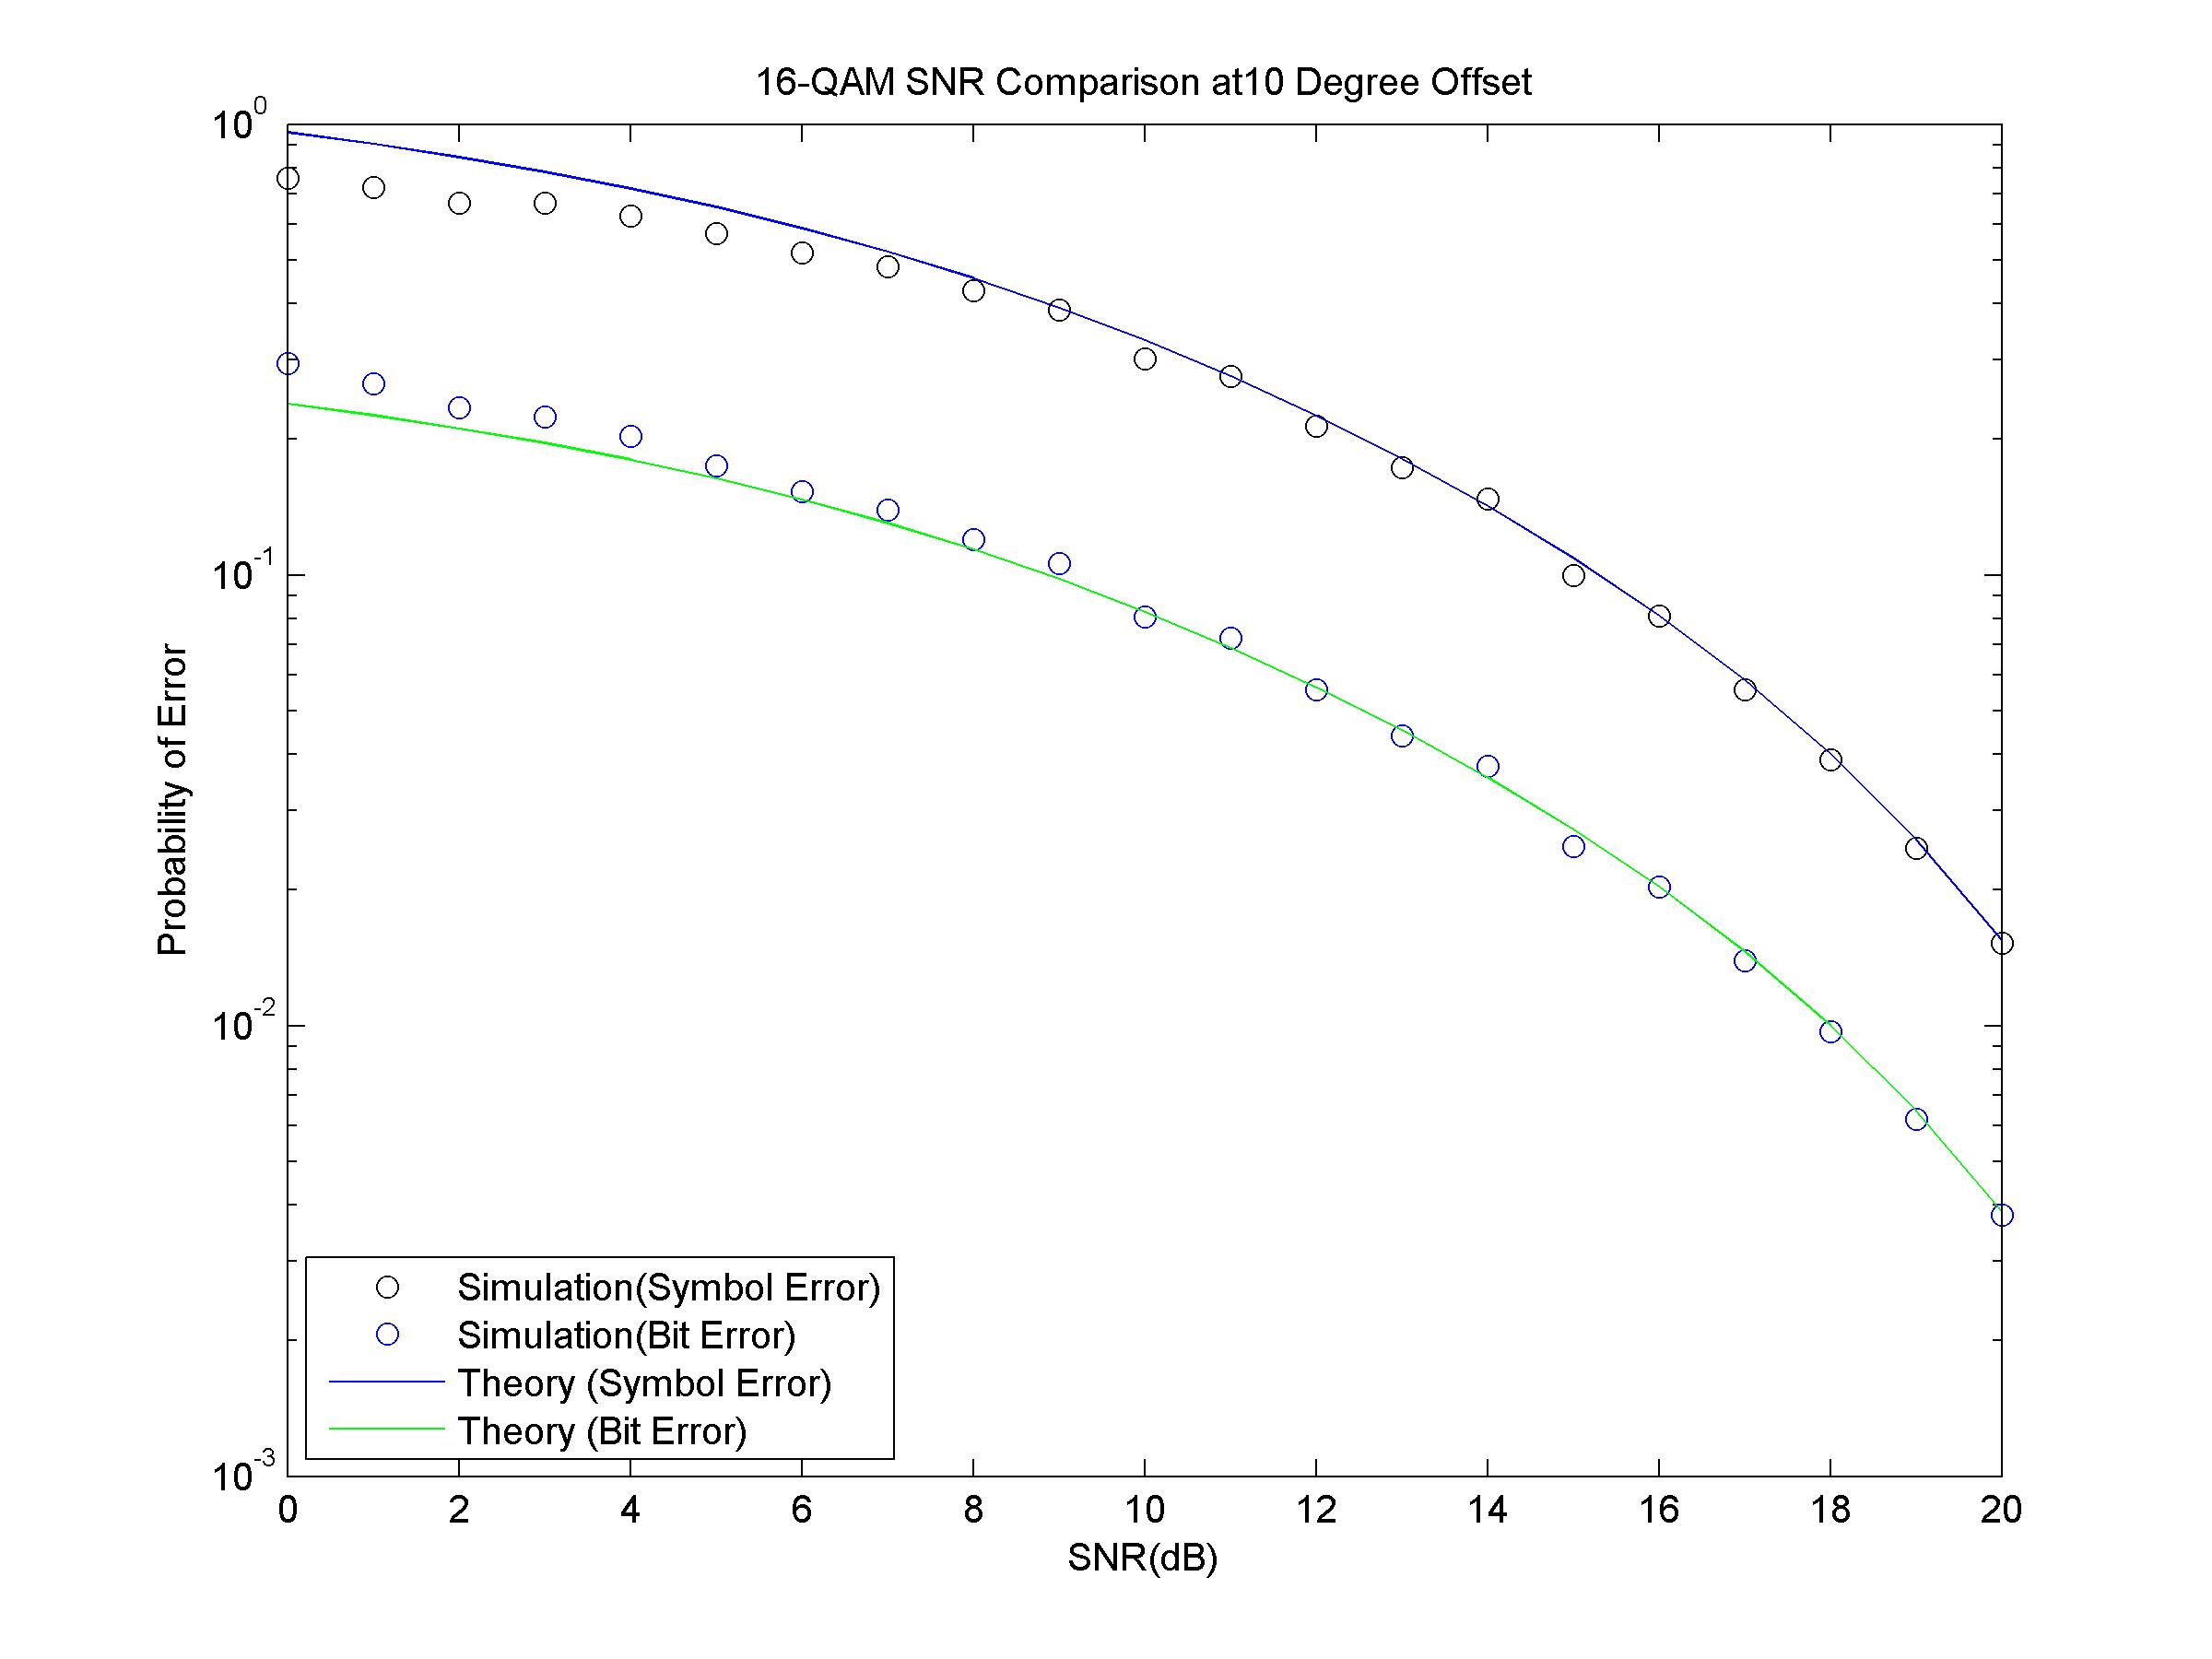 16-QAM SNR Comparison at10 Degree Offset
10^0
10^-1
10^-2
10^-3
Probability of Error
Simulation(Symbol Error)
Simulation(Bit Error)
Theory (Symbol Error)
Theory (Bit Error)
0 2 4 6 8 10 12 14 16 18 20
SNR(dB)